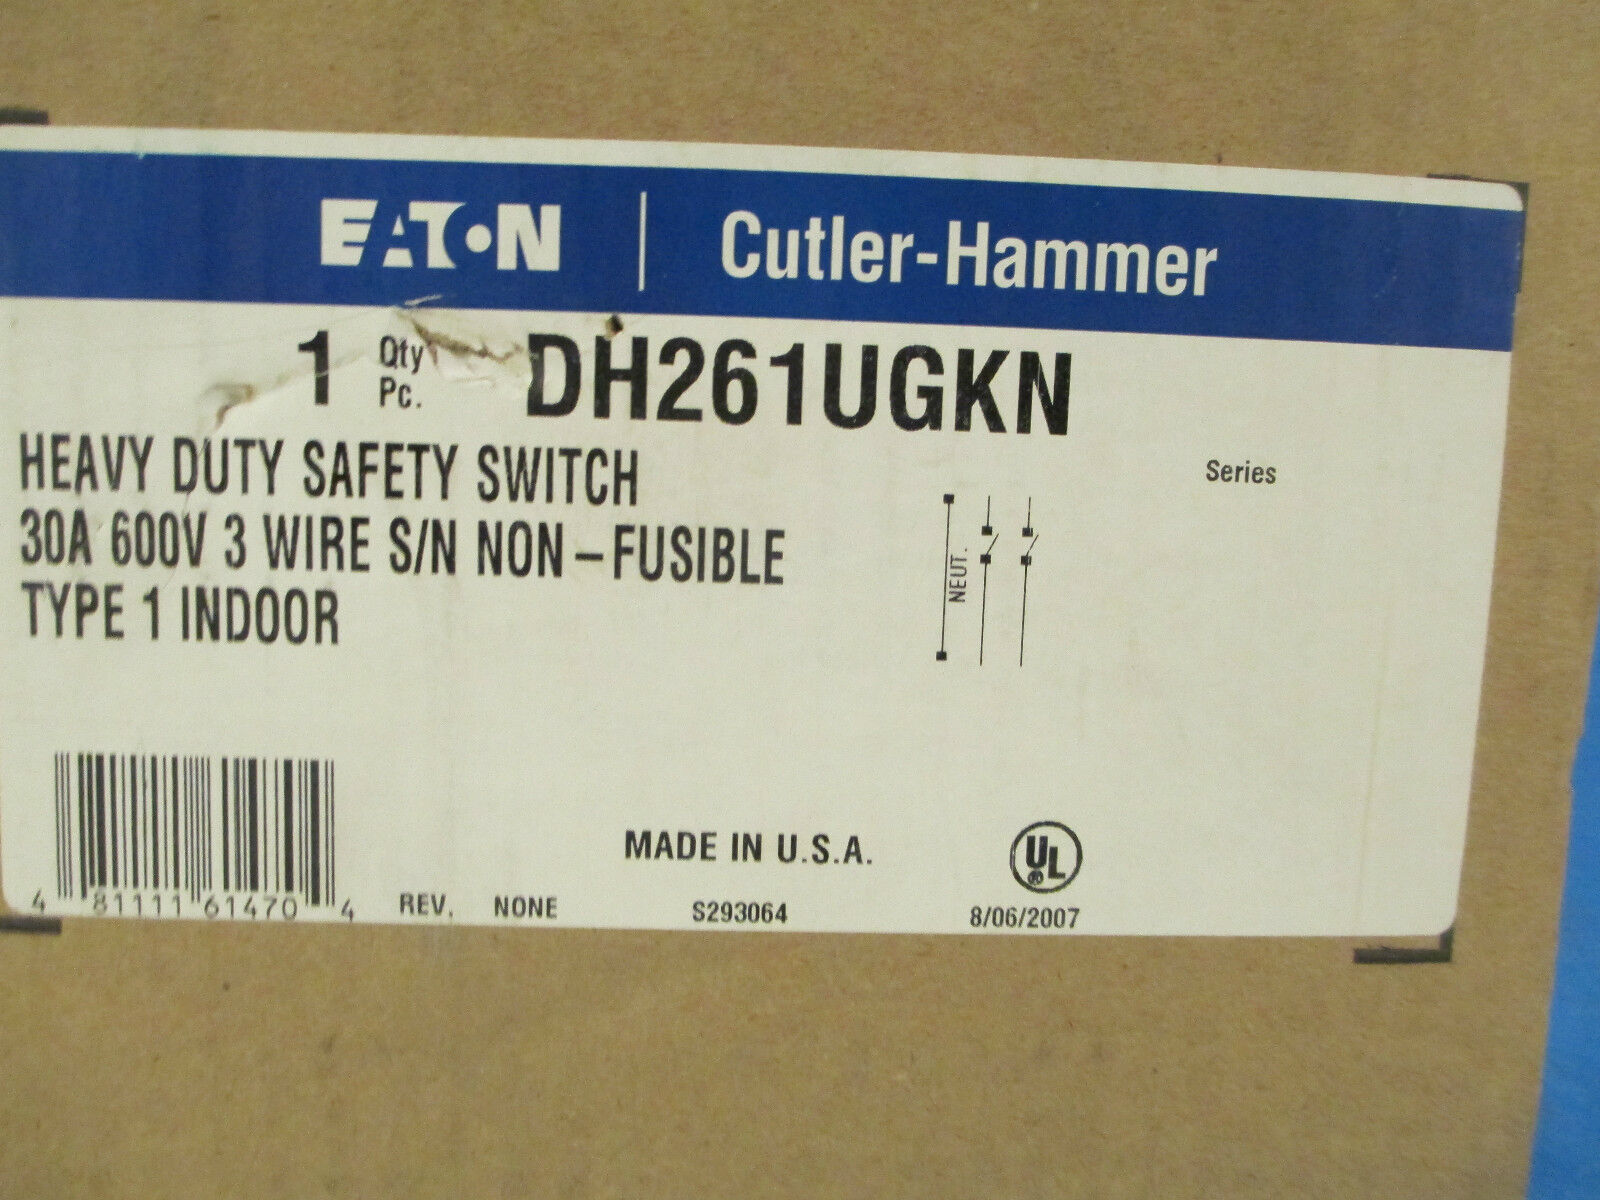 EATON | Cutler-Hammer
1 Qty Pc. DH261UGKN
HEAVY DUTY SAFETY SWITCH
30A 600V 3 WIRE S/N NON-FUSIBLE
TYPE 1 INDOOR
Series
NEUT.
MADE IN U.S.A.
UL ®
4 81111 61470 4
REV. NONE S293064 8/06/2007